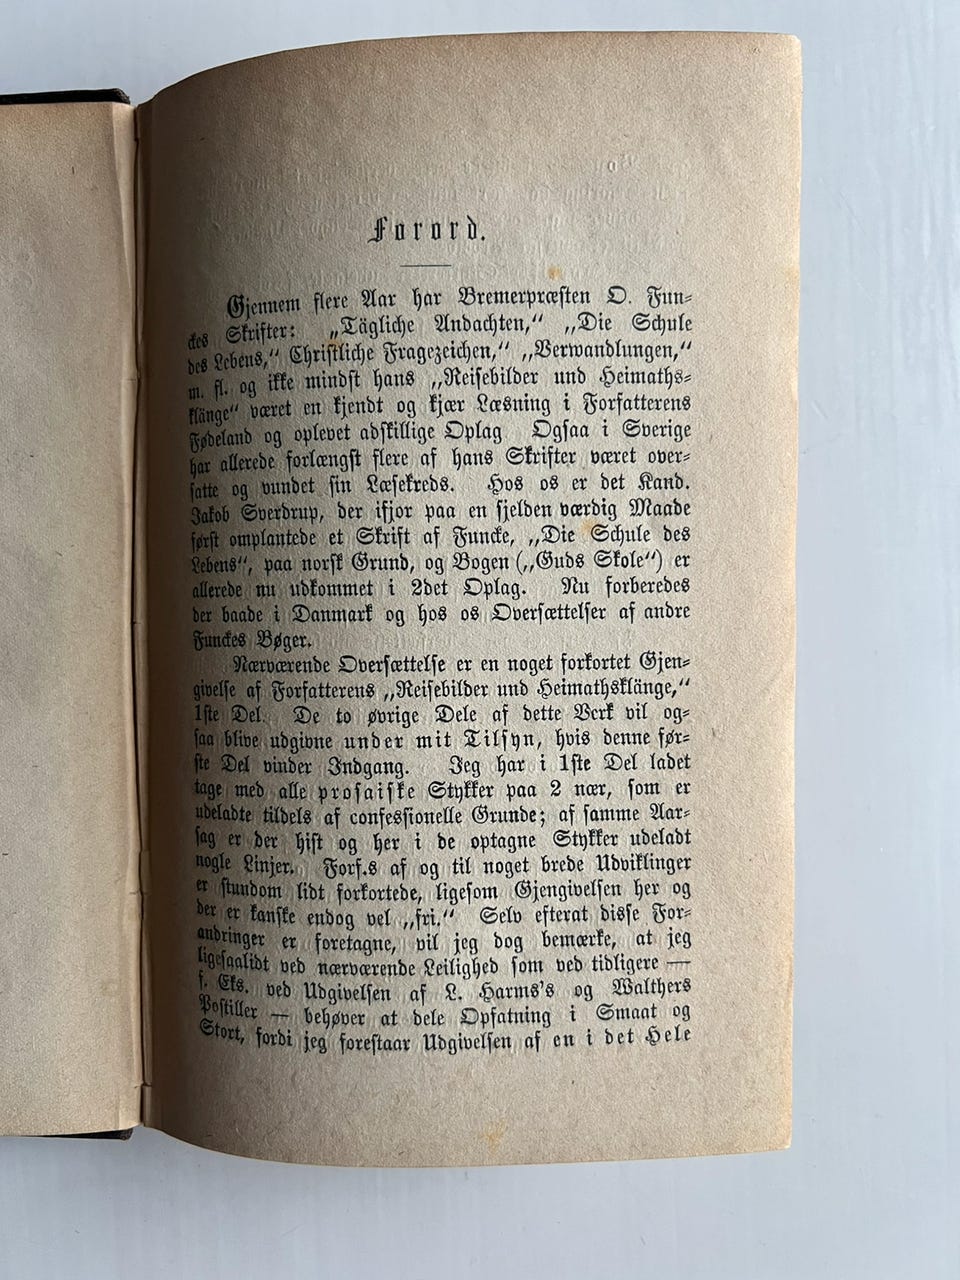 Forord.
Gjennem flere Aar har Bremerpræsten O. Fun-
ckes Skrifter: „Tägliche Andachten,“ „Die Schule
des Lebens,“ Christliche Fragezeichen,“ „Verwandlungen,“
m. fl. og ikke mindst hans „Reisebilder und Heimaths-
klänge“ været en kjendt og kjær Læsning i Forfatterens
Fødeland og oplevet adskillige Oplag Ogsaa i Sverige
har allerede forlængst flere af hans Skrifter været over-
satte og vundet sin Læsekreds. Hos os er det Kand.
Jakob Sverdrup, der ifjor paa en sjelden værdig Maade
først omplantede et Skrift af Funcke, „Die Schule des
Lebens“, paa norsk Grund, og Bogen („Guds Skole“) er
allerede nu udkommet i 2det Oplag. Nu forberedes
der baade i Danmark og hos os Oversættelser af andre
Funckes Bøger.
Nærværende Oversættelse er en noget forkortet Gjen-
givelse af Forfatterens „Reisebilder und Heimathsklänge,“
1ste Del. De to øvrige Dele af dette Verk vil og-
saa blive udgivne under mit Tilsyn, hvis denne før-
ste Del vinder Indgang. Jeg har i 1ste Del ladet
tage med alle prosaiske Stykker paa 2 nær, som er
udeladte tildels af confessionelle Grunde; af samme Aar-
sag er der hist og her i de optagne Stykker udeladt
nogle Linjer. Forf.s af og til noget brede Udviklinger
er stundom lidt forkortede, ligesom Gjengivelsen her og
der er kanske endog vel „fri.“ Selv efterat disse For-
andringer er foretagne, vil jeg dog bemærke, at jeg
ligesaalidt ved nærværende Leilighed som ved tidligere —
f. Eks. ved Udgivelsen af L. Harms's og Walthers
Postiller — behøver at dele Opfatning i Smaat og
Stort, fordi jeg forestaar Udgivelsen af en i det Hele